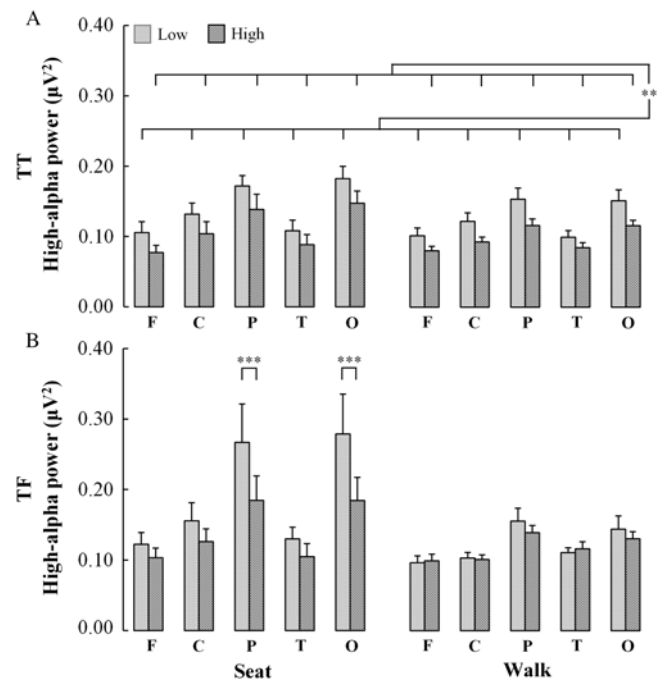 A
Low High
0.40
0.30
**
0.20
0.10
0.00
TT
High-alpha power (μV²)
F C P T O F C P T O
B
0.40
*** ***
0.30
0.20
0.10
0.00
TF
High-alpha power (μV²)
F C P T O F C P T O
Seat Walk